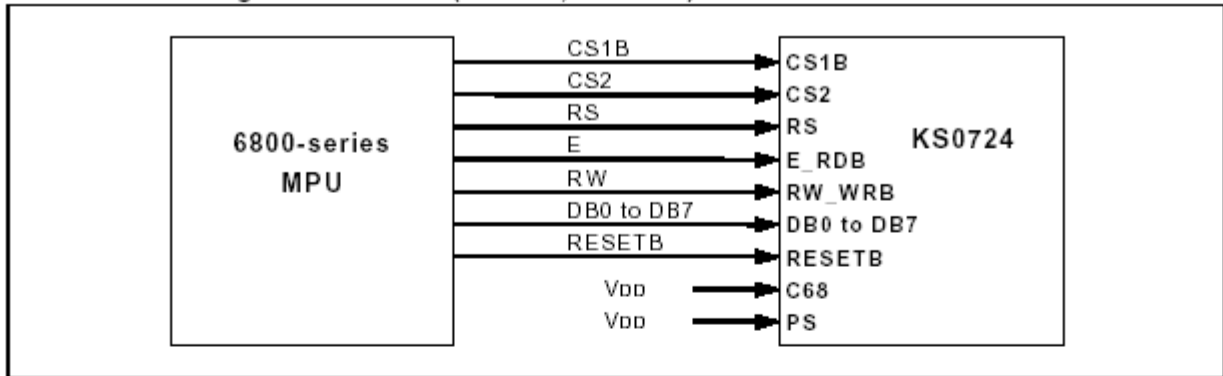 CS1B
CS1B
CS2
CS2
RS
RS
6800-series
MPU
KS0724
E
E_RDB
RW
RW_WRB
DB0 to DB7
DB0 to DB7
RESETB
RESETB
VDD
C68
VDD
PS